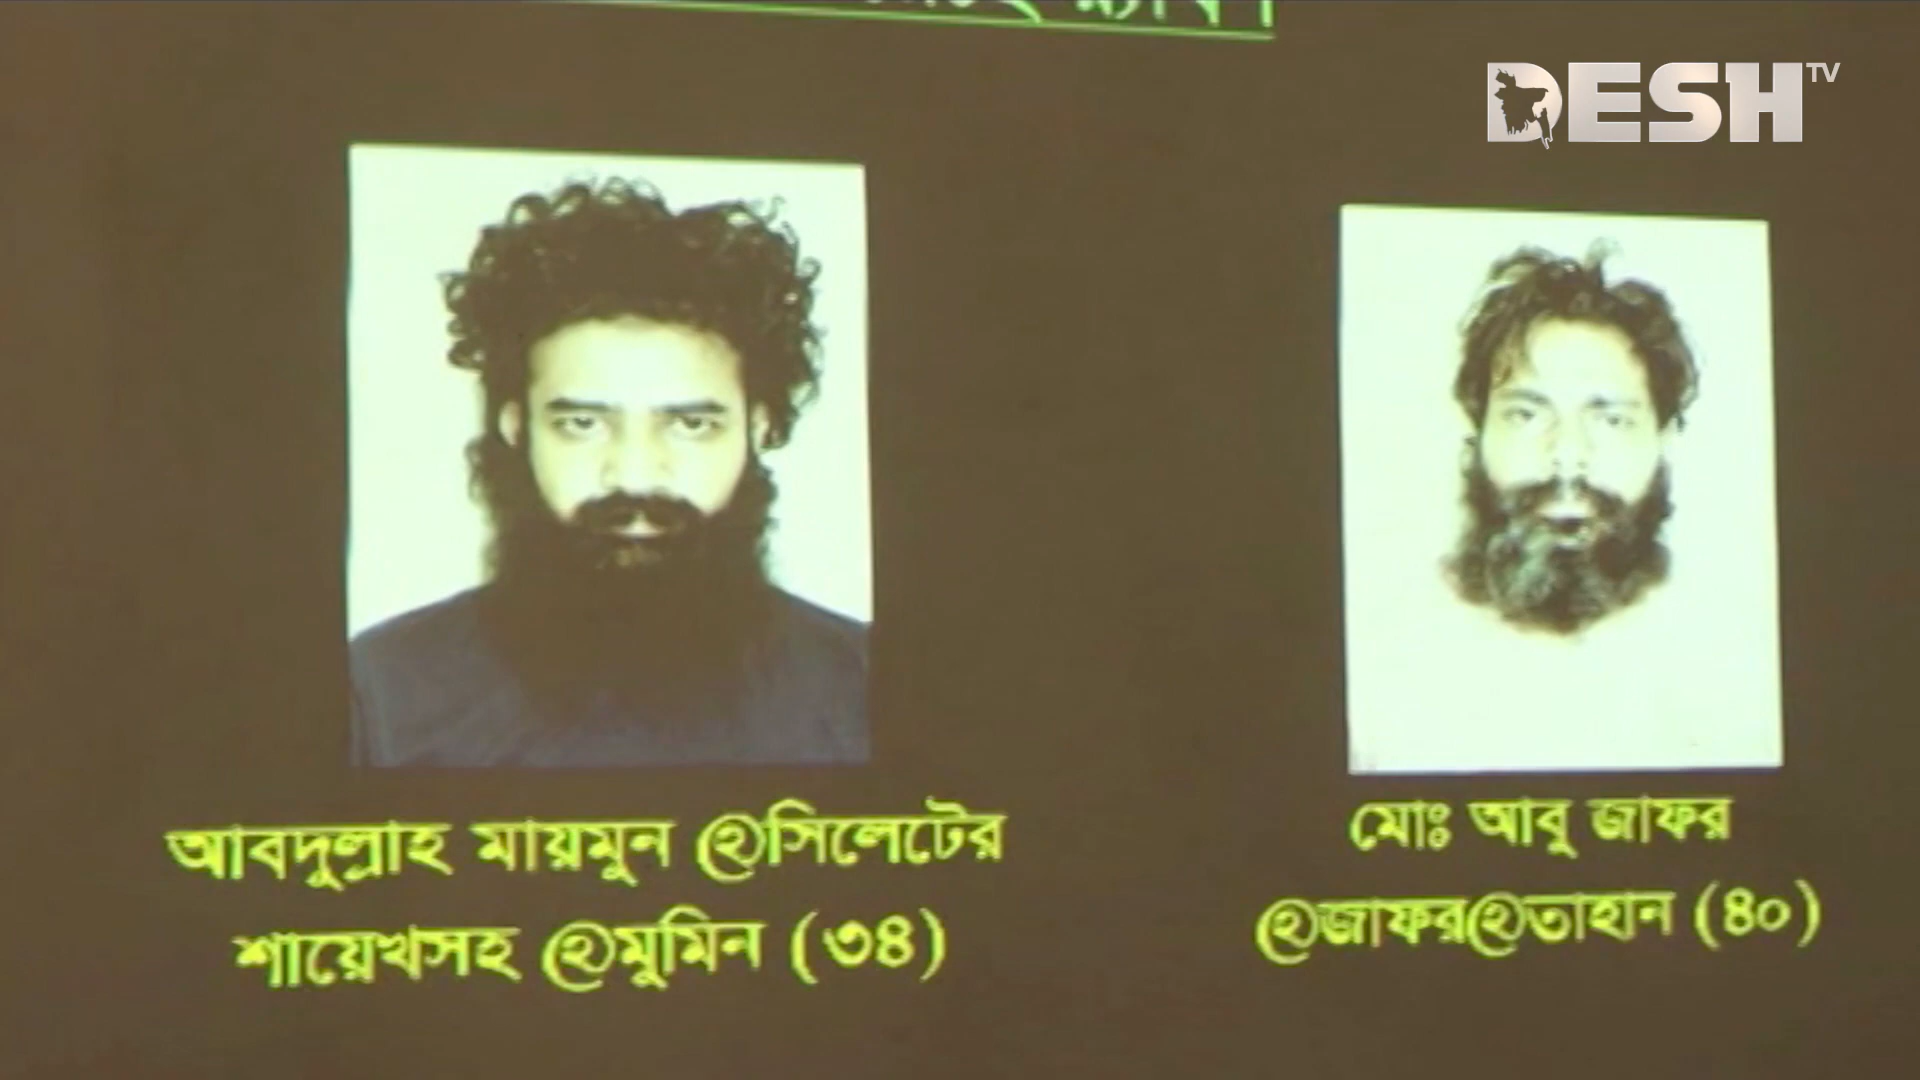 DESH TV
আবদুল্লাহ মায়মুন @সিলেটের
শায়েখসহ @মুমিন (৩৪)
মোঃ আবু জাফর
@জাফর@তাহান (৪০)